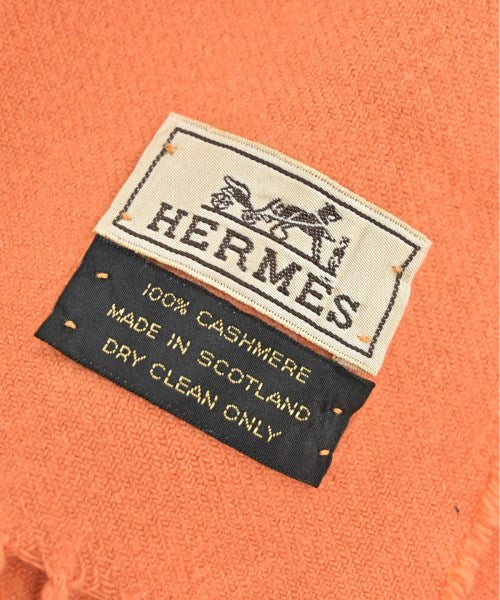 HERMÈS
100% CASHMERE
MADE IN SCOTLAND
DRY CLEAN ONLY